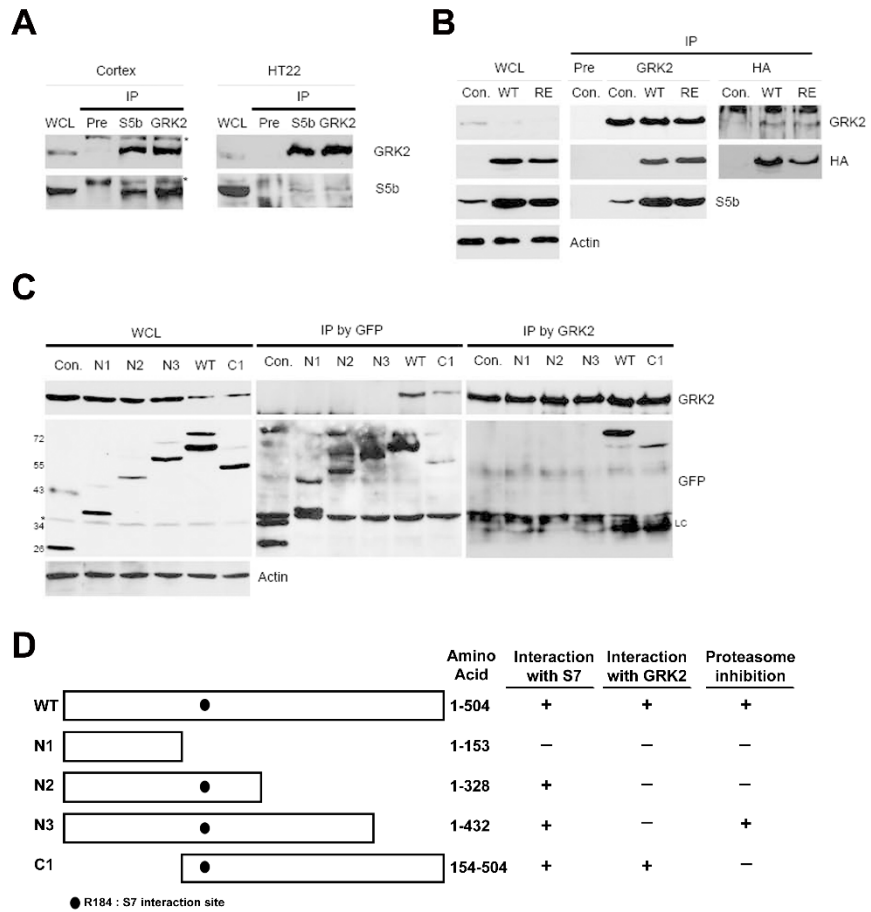 A
Cortex
HT22
IP
IP
WCL Pre S5b GRK2
WCL Pre S5b GRK2
*
GRK2
*
S5b
B
IP
WCL Pre GRK2 HA
Con. WT RE Con. Con. WT RE Con. WT RE
GRK2
HA
S5b
Actin
C
WCL
IP by GFP
IP by GRK2
Con. N1 N2 N3 WT C1
Con. N1 N2 N3 WT C1
Con. N1 N2 N3 WT C1
GRK2
72
55
43
*
34
26
GFP
LC
Actin
D
Amino Acid
Interaction with S7
Interaction with GRK2
Proteasome inhibition
WT 1-504 + + +
N1 1-153 − − −
N2 1-328 + − −
N3 1-432 + − +
C1 154-504 + + −
● R184 : S7 interaction site